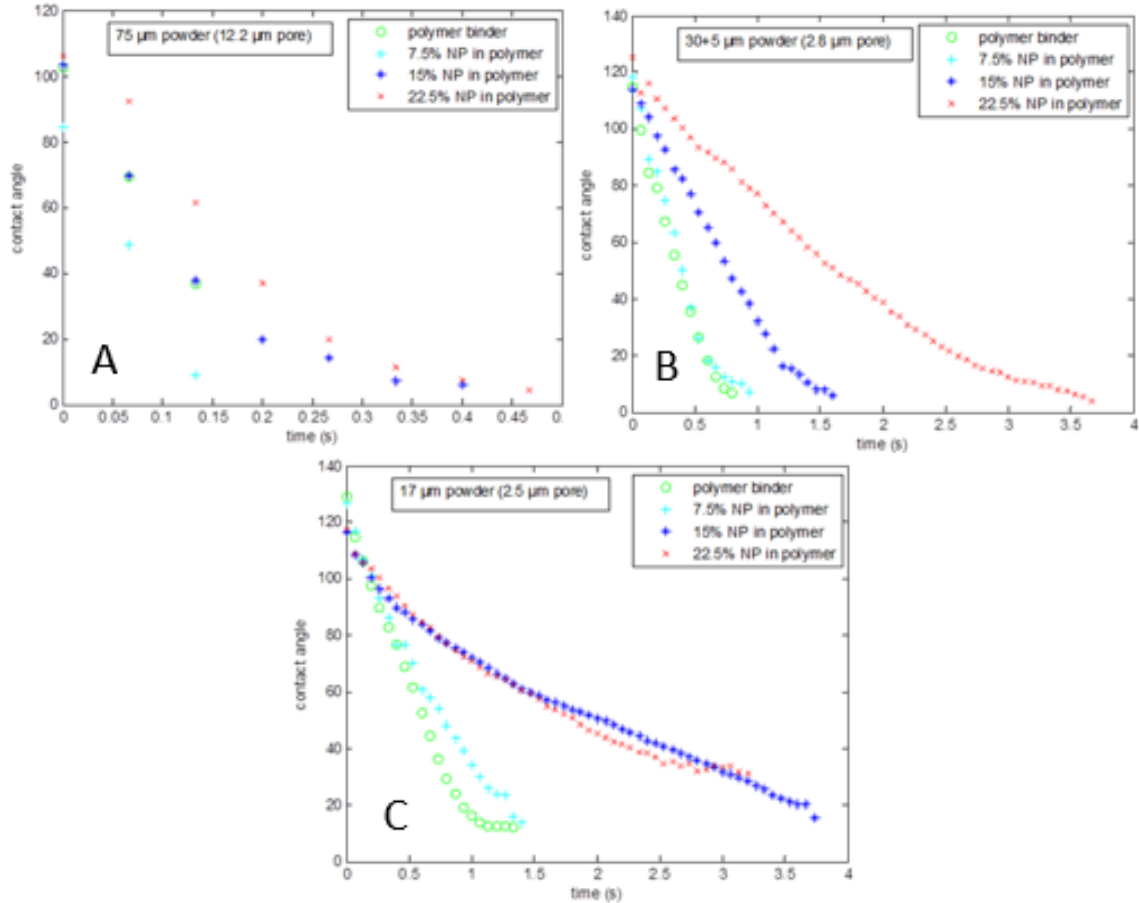 75 µm powder (12.2 µm pore)
polymer binder
7.5% NP in polymer
15% NP in polymer
22.5% NP in polymer
120
100
80
60
40
20
0
contact angle
A
0
0.05
0.1
0.15
0.2
0.25
0.3
0.35
0.4
0.45
0.
time (s)
30+5 µm powder (2.8 µm pore)
polymer binder
7.5% NP in polymer
15% NP in polymer
22.5% NP in polymer
140
120
100
80
60
40
20
0
contact angle
B
0
0.5
1
1.5
2
2.5
3
3.5
4
time (s)
17 µm powder (2.5 µm pore)
polymer binder
7.5% NP in polymer
15% NP in polymer
22.5% NP in polymer
140
120
100
80
60
40
20
0
contact angle
C
0
0.5
1
1.5
2
2.5
3
3.5
4
time (s)